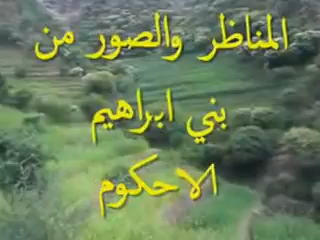 المناظر والصور من
بني ابراهيم
الاحكوم